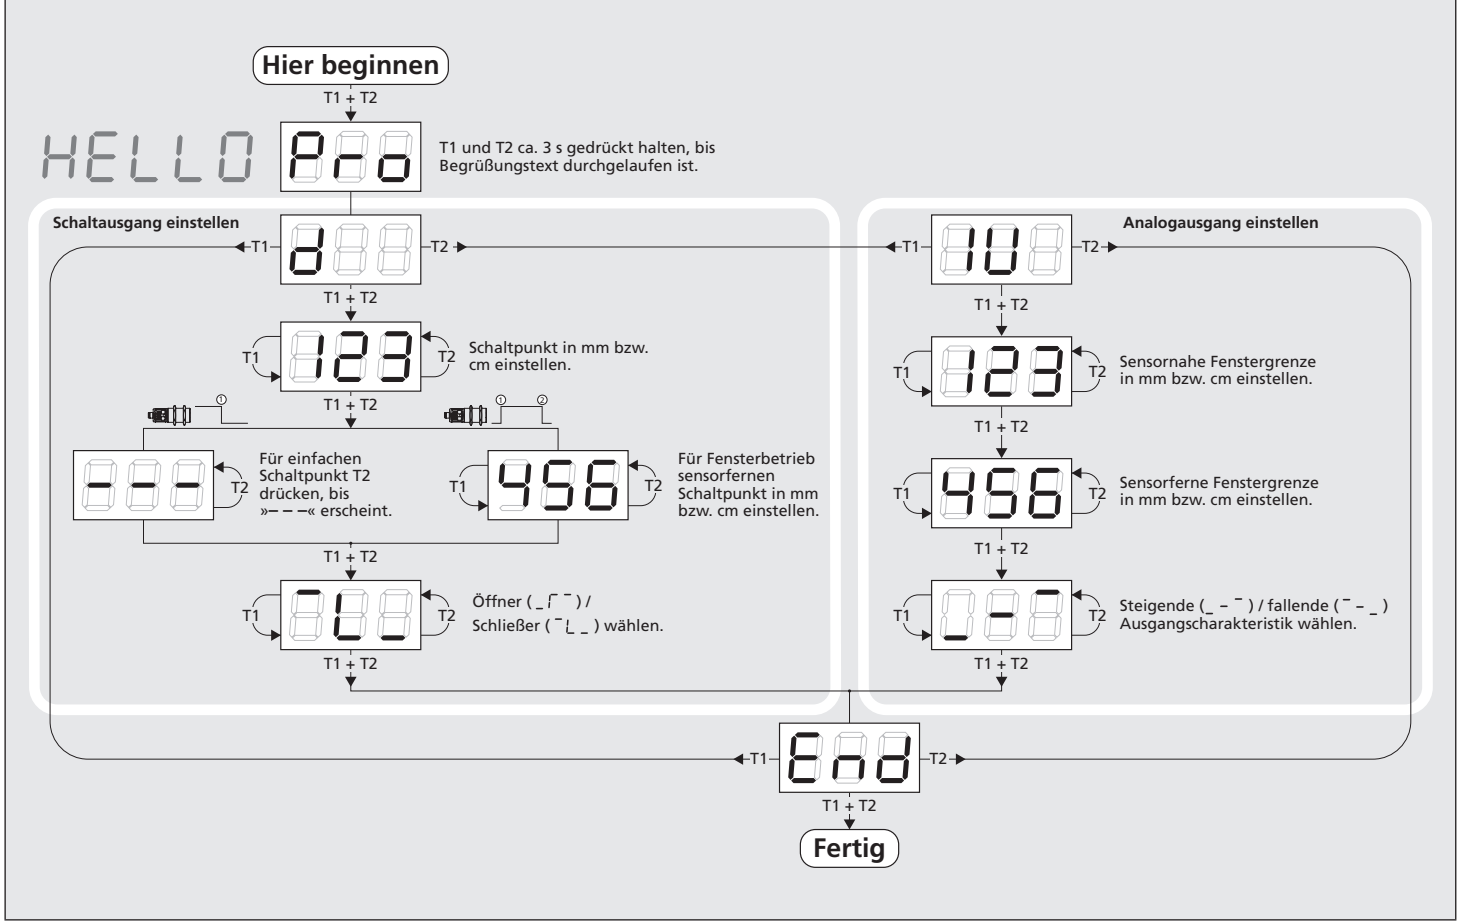 Hier beginnen
T1 + T2
HELLO
Pro
T1 und T2 ca. 3 s gedrückt halten, bis
Begrüßungstext durchgelaufen ist.
Schaltausgang einstellen
T1
d
T2
T1 + T2
T1
123
T2
Schaltpunkt in mm bzw.
cm einstellen.
T1 + T2
①
① ②
- - -
T2
Für einfachen
Schaltpunkt T2
drücken, bis
»– – –« erscheint.
T1
456
T2
Für Fensterbetrieb
sensorfernen
Schaltpunkt in mm
bzw. cm einstellen.
T1 + T2
T1
¯L_
T2
Öffner ( _Γ¯ ) /
Schließer ( ¯L_ ) wählen.
T1 + T2
Analogausgang einstellen
T1
1U
T2
T1 + T2
T1
123
T2
Sensornahe Fenstergrenze
in mm bzw. cm einstellen.
T1 + T2
T1
456
T2
Sensorferne Fenstergrenze
in mm bzw. cm einstellen.
T1 + T2
T1
_-¯
T2
Steigende ( _ – ¯ ) / fallende ( ¯ – _ )
Ausgangscharakteristik wählen.
T1 + T2
T1
End
T2
T1 + T2
Fertig